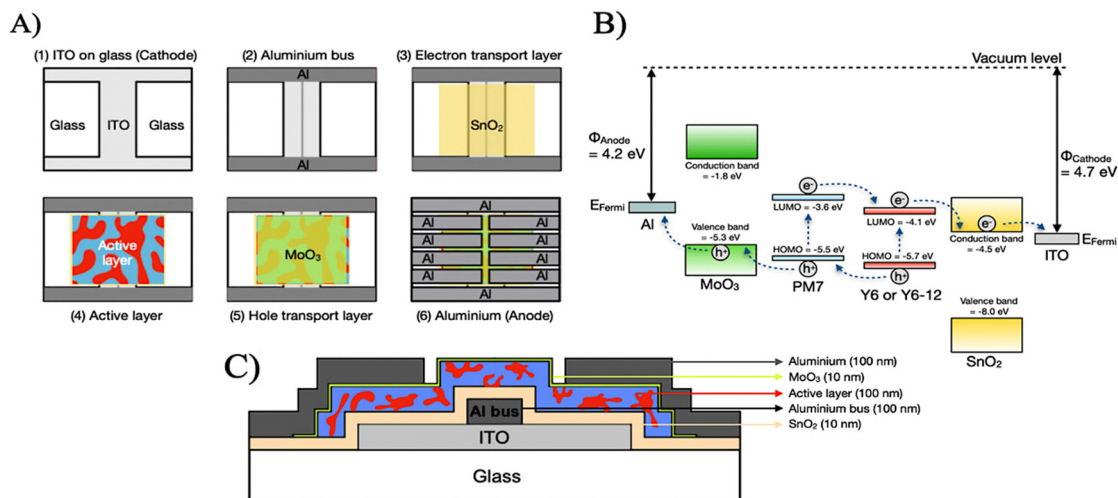 A)
(1) ITO on glass (Cathode)
(2) Aluminium bus
(3) Electron transport layer
Glass
ITO
Glass
Al
Al
SnO₂
Active
layer
MoO₃
Al
Al Al
Al Al
Al Al
Al Al
Al
(4) Active layer
(5) Hole transport layer
(6) Aluminium (Anode)
B)
Vacuum level
ΦAnode
= 4.2 eV
ΦCathode
= 4.7 eV
Conduction band
= -1.8 eV
EFermi
Al
Valence band
= -5.3 eV
h+
MoO₃
e-
LUMO = -3.6 eV
HOMO = -5.5 eV
h+
PM7
e-
LUMO = -4.1 eV
HOMO = -5.7 eV
h+
Y6 or Y6-12
e-
Conduction band
= -4.5 eV
EFermi
ITO
Valence band
= -8.0 eV
SnO₂
C)
Aluminium (100 nm)
MoO₃ (10 nm)
Active layer (100 nm)
Aluminium bus (100 nm)
SnO₂ (10 nm)
Al bus
ITO
Glass